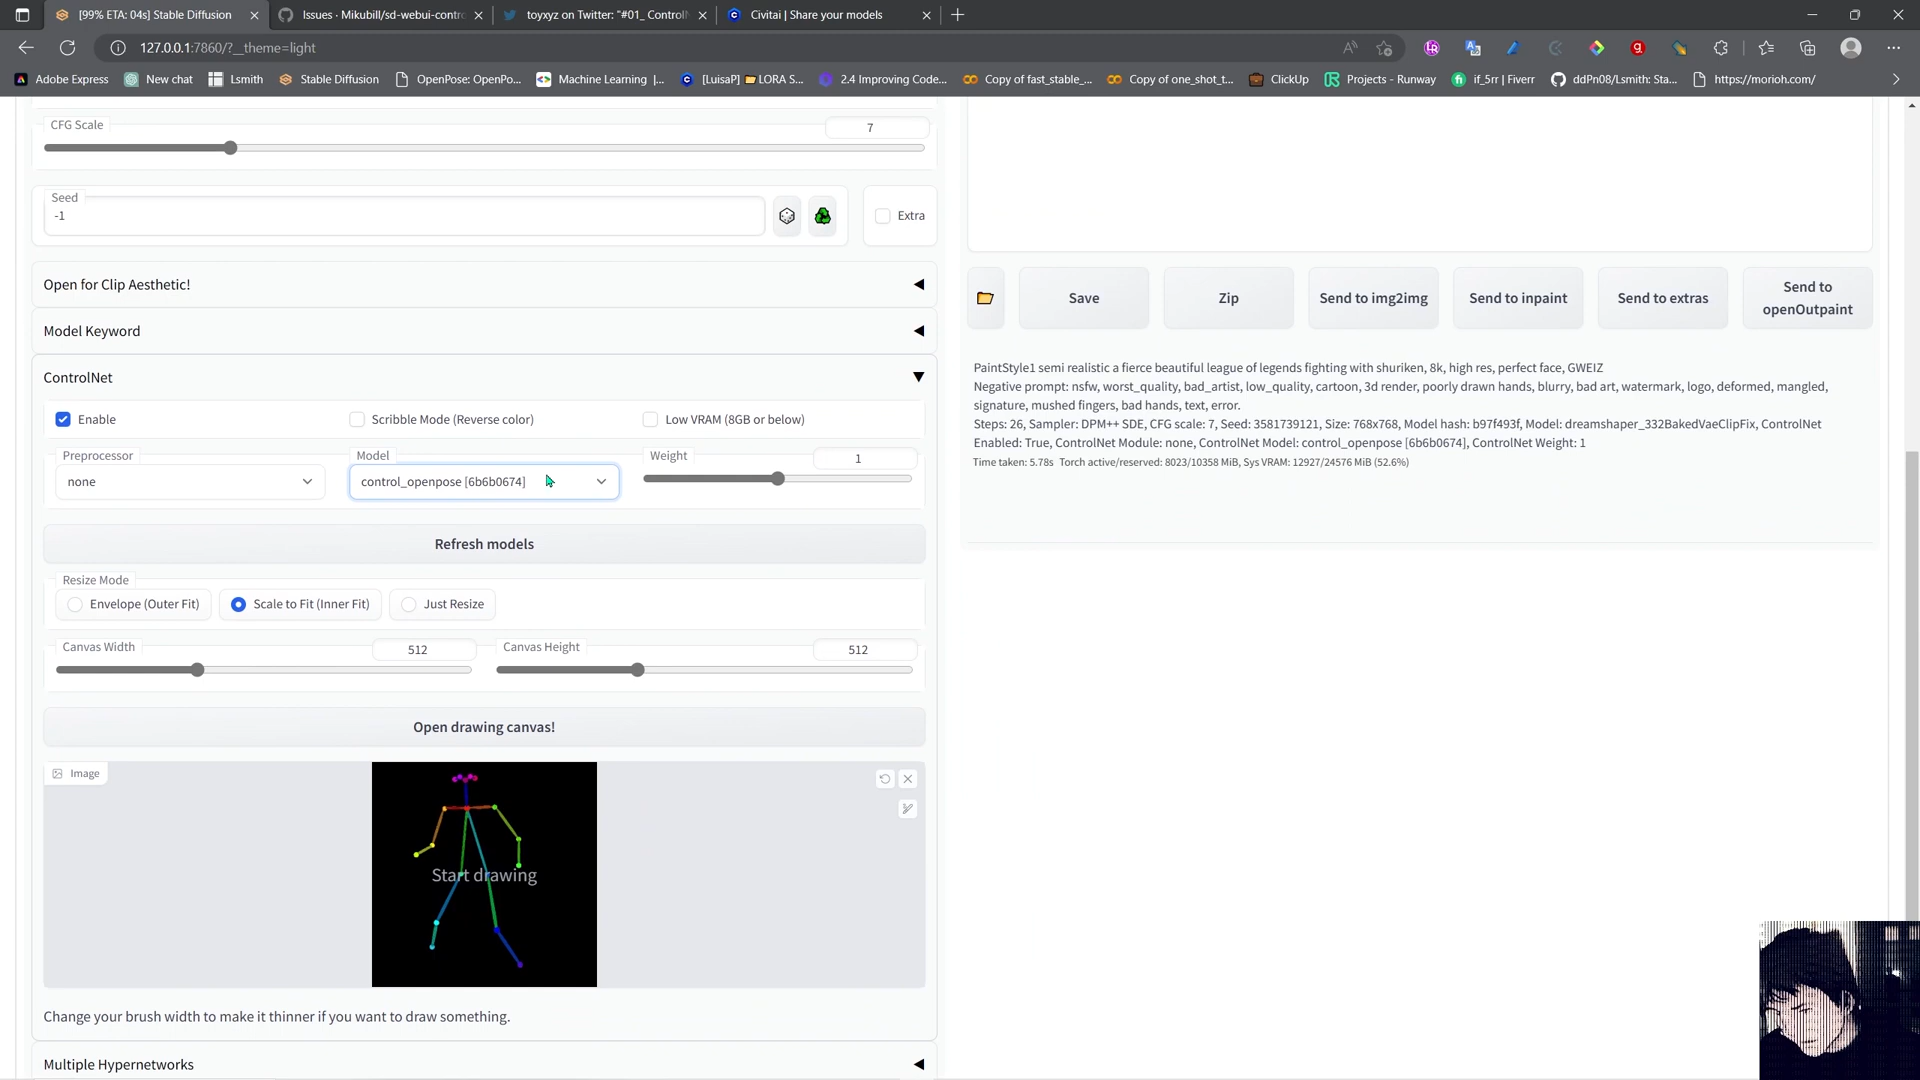 [99% ETA: 04s] Stable Diffusion
Issues · Mikubill/sd-webui-contro
toyxyz on Twitter: "#01_ ControlN
Civitai | Share your models
127.0.0.1:7860/?__theme=light
Adobe Express
New chat
Lsmith
Stable Diffusion
OpenPose: OpenPo...
Machine Learning |...
[LuisaP] 📁LORA S...
2.4 Improving Code...
Copy of fast_stable_...
Copy of one_shot_t...
ClickUp
Projects - Runway
if_5rr | Fiverr
ddPn08/Lsmith: Sta...
https://morioh.com/
CFG Scale
7
Seed
-1
Extra
Open for Clip Aesthetic!
Save
Zip
Send to img2img
Send to inpaint
Send to extras
Send to openOutpaint
Model Keyword
ControlNet
PaintStyle1 semi realistic a fierce beautiful league of legends fighting with shuriken, 8k, high res, perfect face, GWEIZ
Negative prompt: nsfw, worst_quality, bad_artist, low_quality, cartoon, 3d render, poorly drawn hands, blurry, bad art, watermark, logo, deformed, mangled,
signature, mushed fingers, bad hands, text, error.
Steps: 26, Sampler: DPM++ SDE, CFG scale: 7, Seed: 3581739121, Size: 768x768, Model hash: b97f493f, Model: dreamshaper_332BakedVaeClipFix, ControlNet
Enabled: True, ControlNet Module: none, ControlNet Model: control_openpose [6b6b0674], ControlNet Weight: 1
Time taken: 5.78s Torch active/reserved: 8023/10358 MiB, Sys VRAM: 12927/24576 MiB (52.6%)
Enable
Scribble Mode (Reverse color)
Low VRAM (8GB or below)
Preprocessor
none
Model
control_openpose [6b6b0674]
Weight
1
Refresh models
Resize Mode
Envelope (Outer Fit)
Scale to Fit (Inner Fit)
Just Resize
Canvas Width
512
Canvas Height
512
Open drawing canvas!
Image
Start drawing
Change your brush width to make it thinner if you want to draw something.
Multiple Hypernetworks